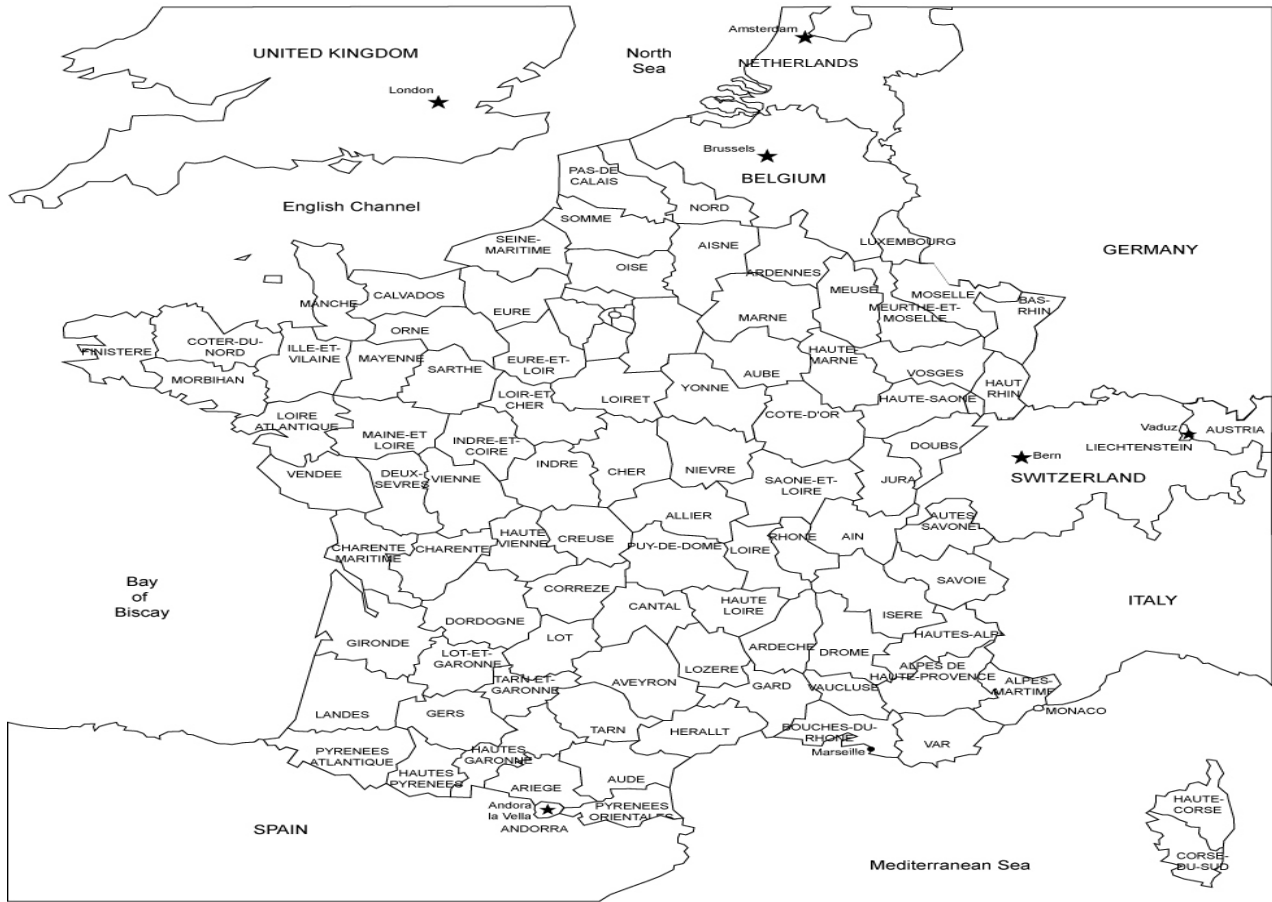 Amsterdam
UNITED KINGDOM
North
Sea
NETHERLANDS
London
Brussels
BELGIUM
PAS-DE
CALAIS
English Channel
NORD
SOMME
SEINE-
MARITIME
AISNE
LUXEMBOURG
GERMANY
OISE
ARDENNES
MEUSE
MOSELLE
CALVADOS
MANCHE
BAS-
RHIN
MEURTHE-ET-
MOSELLE
EURE
MARNE
ORNE
COTER-DU-
NORD
FINISTERE
ILLE-ET-
VILAINE
MAYENNE
SARTHE
EURE-ET-
LOIR
HAUTE
MARNE
AUBE
VOSGES
MORBIHAN
YONNE
HAUT
RHIN
LOIR-ET
CHER
LOIRET
HAUTE-SAONE
LOIRE
ATLANTIQUE
COTE-D'OR
Vaduz
AUSTRIA
MAINE-ET
LOIRE
INDRE-ET-
COIRE
DOUBS
LIECHTENSTEIN
Bern
INDRE
CHER
NIEVRE
VENDEE
DEUX-
SEVRES
VIENNE
SAONE-ET-
LOIRE
JURA
SWITZERLAND
ALLIER
AUTES
SAVONE
HAUTE
VIENNE
CREUSE
PUY-DE-DOME
LOIRE
RHONE
AIN
CHARENTE
MARITIME
CHARENTE
Bay
of
Biscay
SAVOIE
CORREZE
CANTAL
HAUTE
LOIRE
ITALY
ISERE
DORDOGNE
HAUTES-ALP
LOT
GIRONDE
ARDECHE
DROME
LOT-ET-
GARONNE
LOZERE
ALPES DE
HAUTE-PROVENCE
TARN-ET-
GARONNE
AVEYRON
GARD
VAUCLUSE
ALPES-
MARTIME
MONACO
LANDES
GERS
TARN
HERALLT
BOUCHES-DU-
RHONE
Marseille
VAR
PYRENEES
ATLANTIQUE
HAUTES
GARONNE
HAUTES
PYRENEES
ARIEGE
AUDE
Andora
la Vella
PYRENEES
ORIENTALES
ANDORRA
SPAIN
HAUTE-
CORSE
CORSE-
DU-SUD
Mediterranean Sea